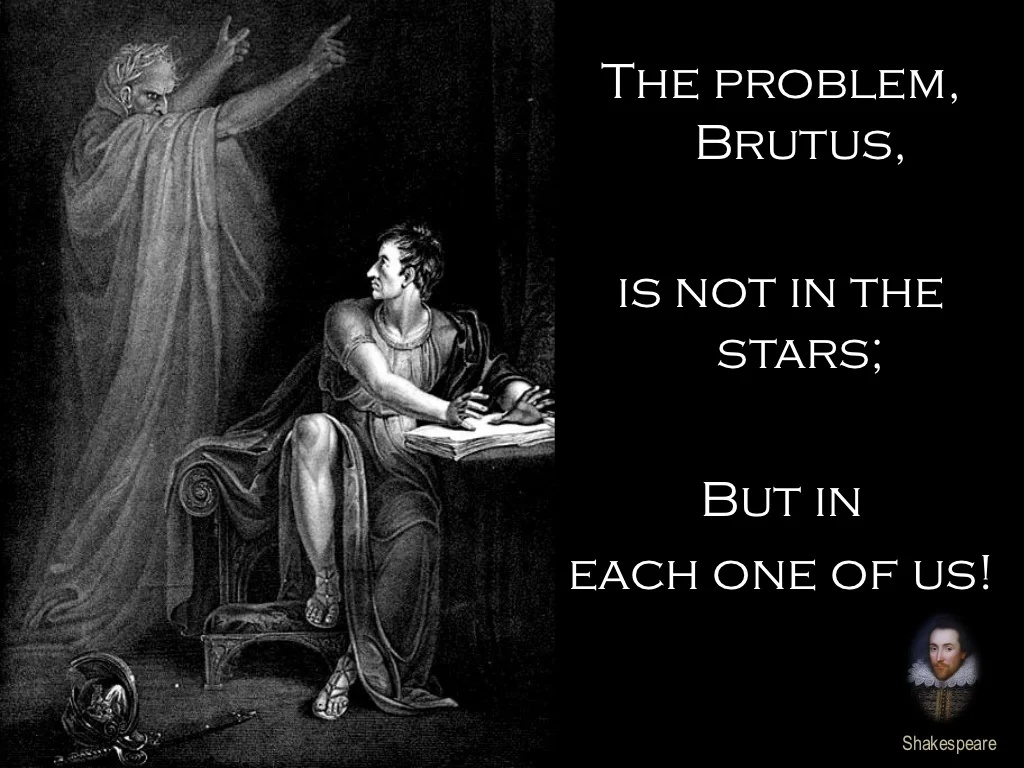 The problem,
Brutus,
is not in the
stars;
But in
each one of us!
Shakespeare